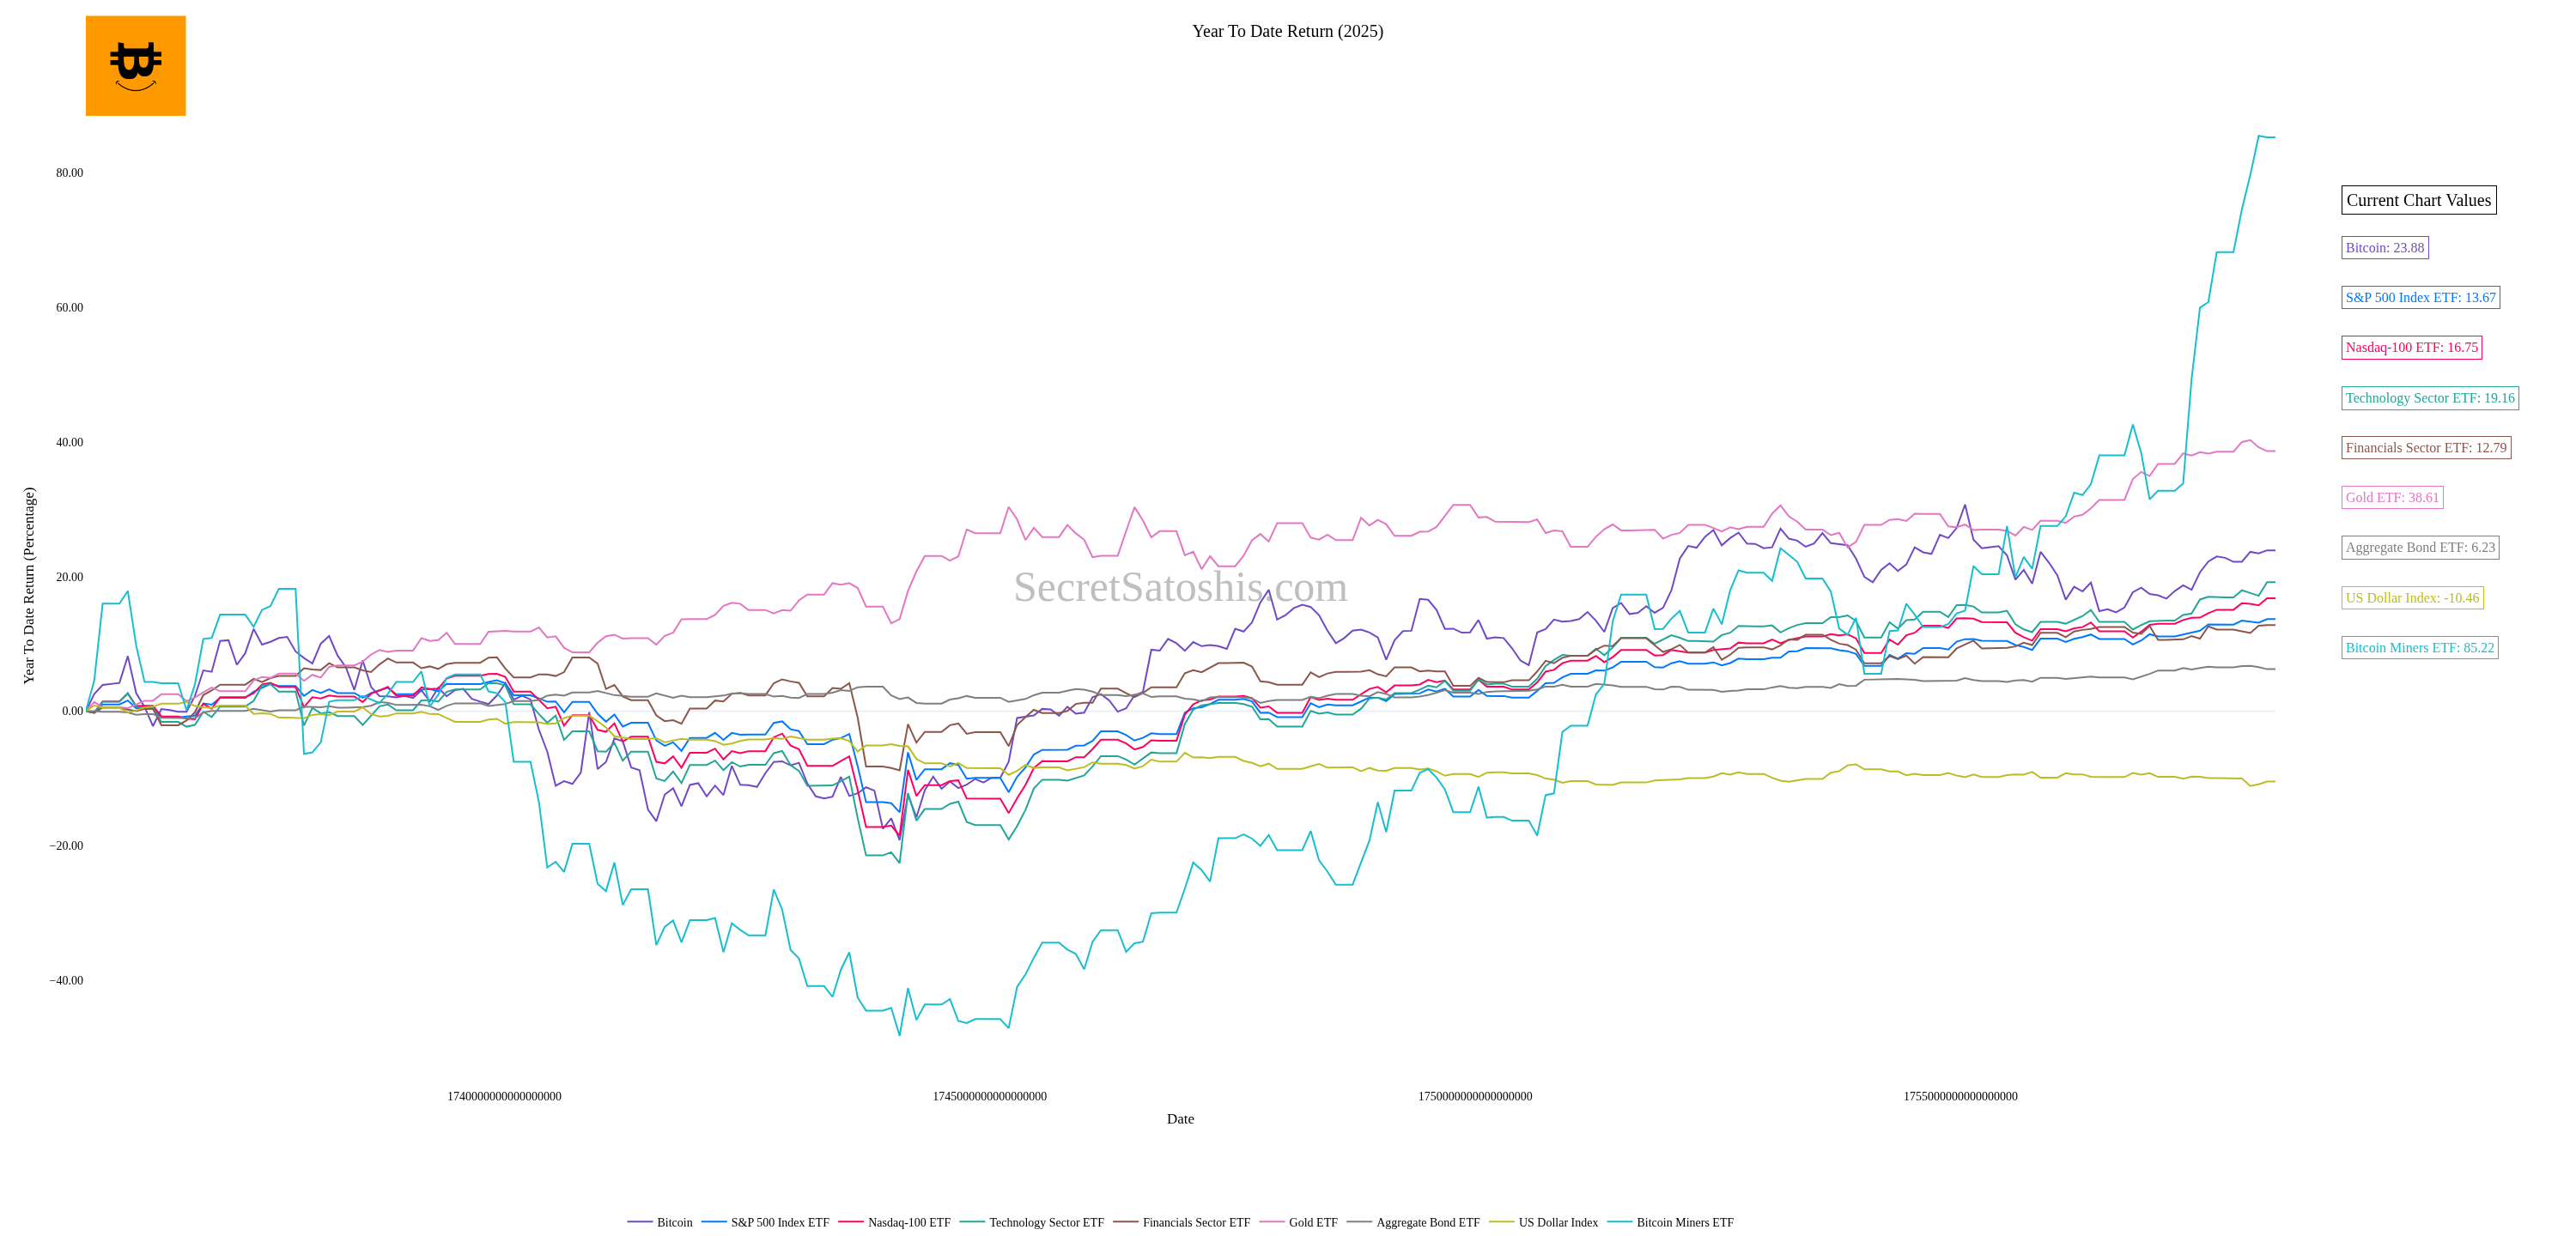 Year To Date Return (2025)
80.00
60.00
40.00
20.00
0.00
−20.00
−40.00
Year To Date Return (Percentage)
SecretSatoshis.com
1740000000000000000
1745000000000000000
1750000000000000000
1755000000000000000
Date
Current Chart Values
Bitcoin: 23.88
S&P 500 Index ETF: 13.67
Nasdaq-100 ETF: 16.75
Technology Sector ETF: 19.16
Financials Sector ETF: 12.79
Gold ETF: 38.61
Aggregate Bond ETF: 6.23
US Dollar Index: -10.46
Bitcoin Miners ETF: 85.22
Bitcoin S&P 500 Index ETF Nasdaq-100 ETF Technology Sector ETF Financials Sector ETF Gold ETF Aggregate Bond ETF US Dollar Index Bitcoin Miners ETF